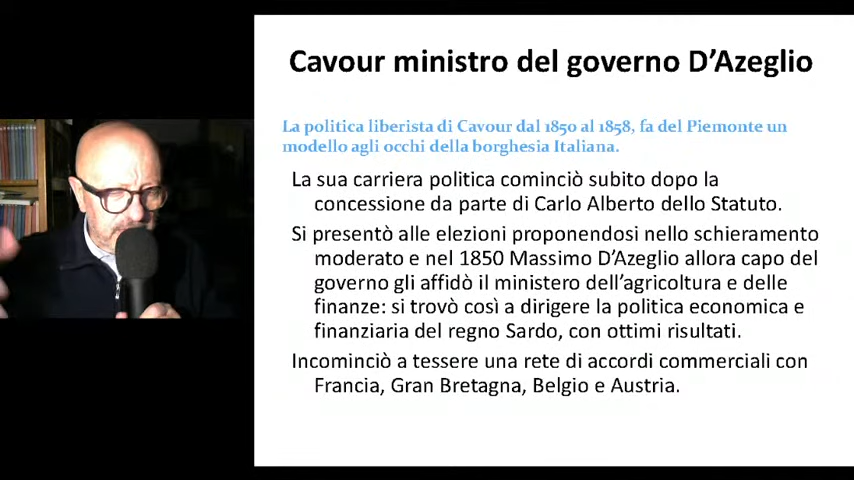 Cavour ministro del governo D’Azeglio
La politica liberista di Cavour dal 1850 al 1858, fa del Piemonte un
modello agli occhi della borghesia Italiana.
La sua carriera politica cominciò subito dopo la
concessione da parte di Carlo Alberto dello Statuto.
Si presentò alle elezioni proponendosi nello schieramento
moderato e nel 1850 Massimo D’Azeglio allora capo del
governo gli affidò il ministero dell’agricoltura e delle
finanze: si trovò così a dirigere la politica economica e
finanziaria del regno Sardo, con ottimi risultati.
Incominciò a tessere una rete di accordi commerciali con
Francia, Gran Bretagna, Belgio e Austria.